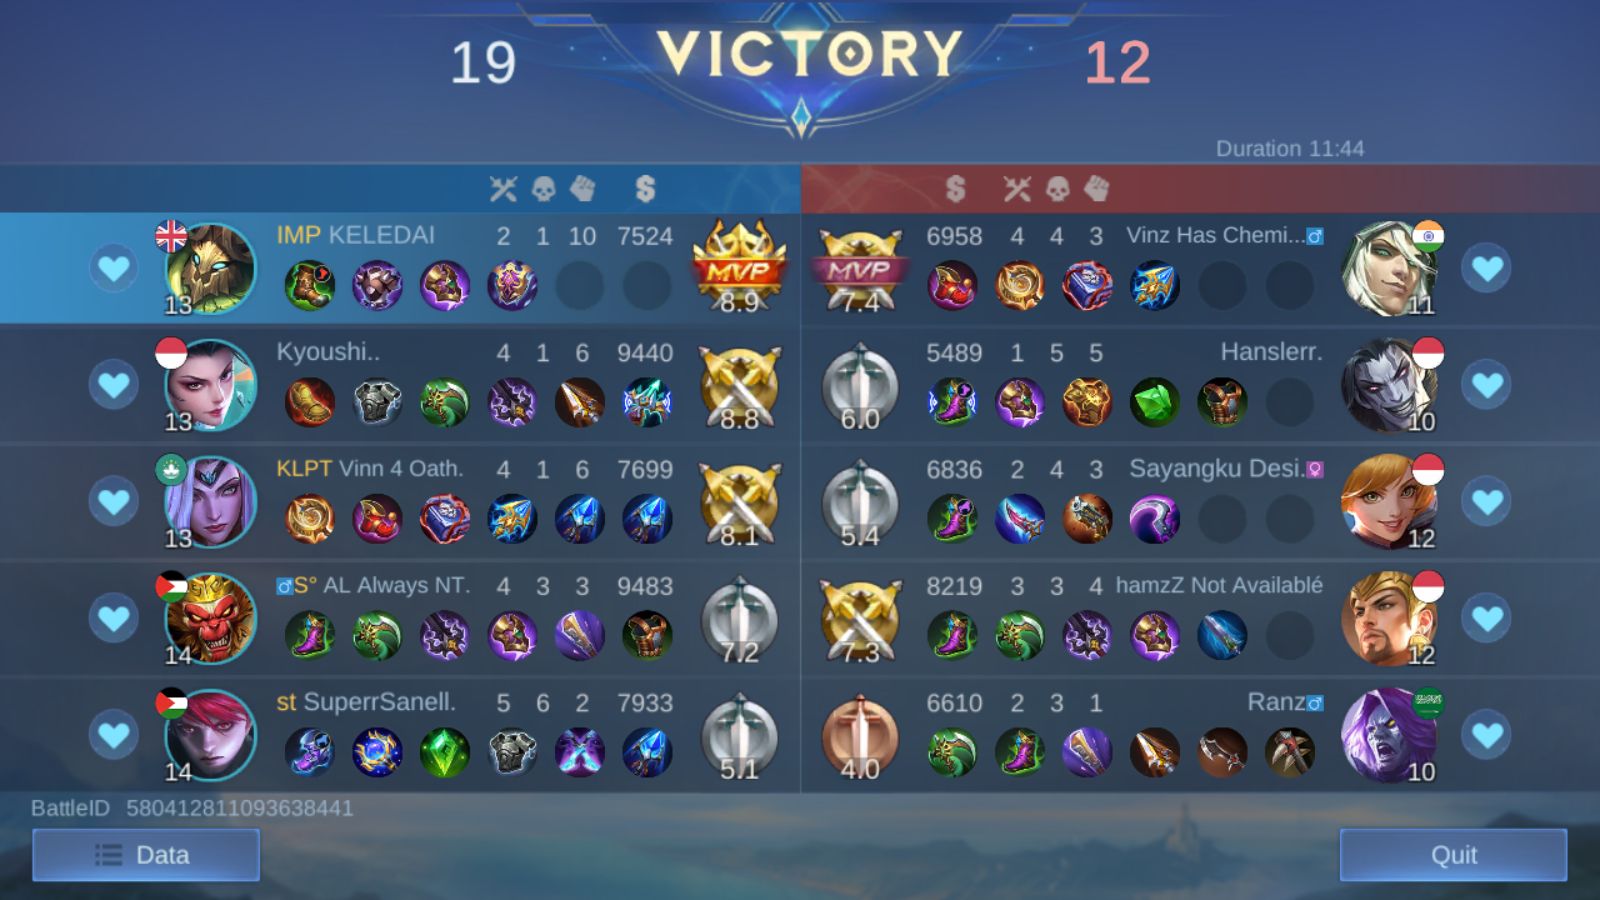 19 VICTORY 12
Duration 11:44
IMP KELEDAI 2 1 10 7524
13 MVP 8.9
MVP 7.4 6958 4 4 3 Vinz Has Chemi...
11
Kyoushi.. 4 1 6 9440
13 8.8
6.0 5489 1 5 5 Hanslerr.
10
KLPT Vinn 4 Oath. 4 1 6 7699
13 8.1
5.4 6836 2 4 3 Sayangku Desi.
12
S° AL Always NT. 4 3 3 9483
14 7.2
7.3 8219 3 3 4 hamzZ Not Availablé
12
st SuperrSanell. 5 6 2 7933
14 5.1
4.0 6610 2 3 1 Ranz
10
BattleID 580412811093638441
Data
Quit